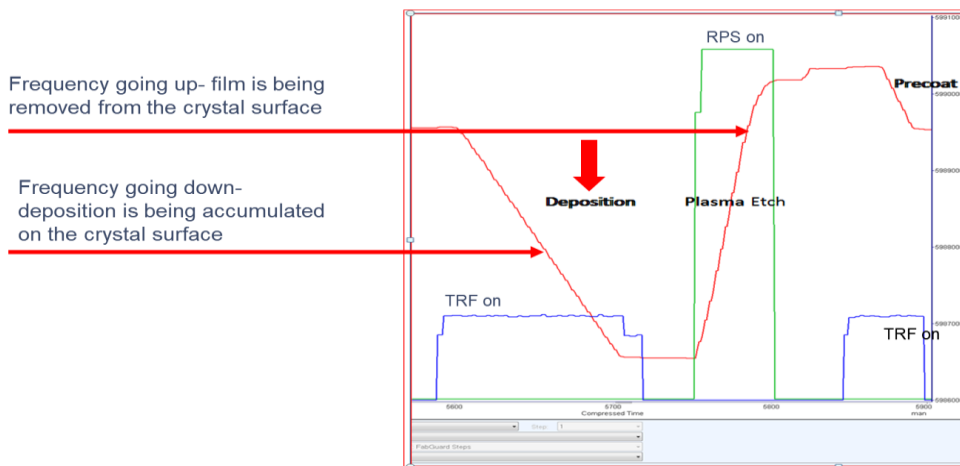 RPS on
Frequency going up- film is being
removed from the crystal surface
Precoat
Frequency going down-
deposition is being accumulated
on the crystal surface
Deposition
Plasma Etch
TRF on
TRF on
5600
5700
5800
5900
Compressed Time
man
Step:
1
FabGuard Steps